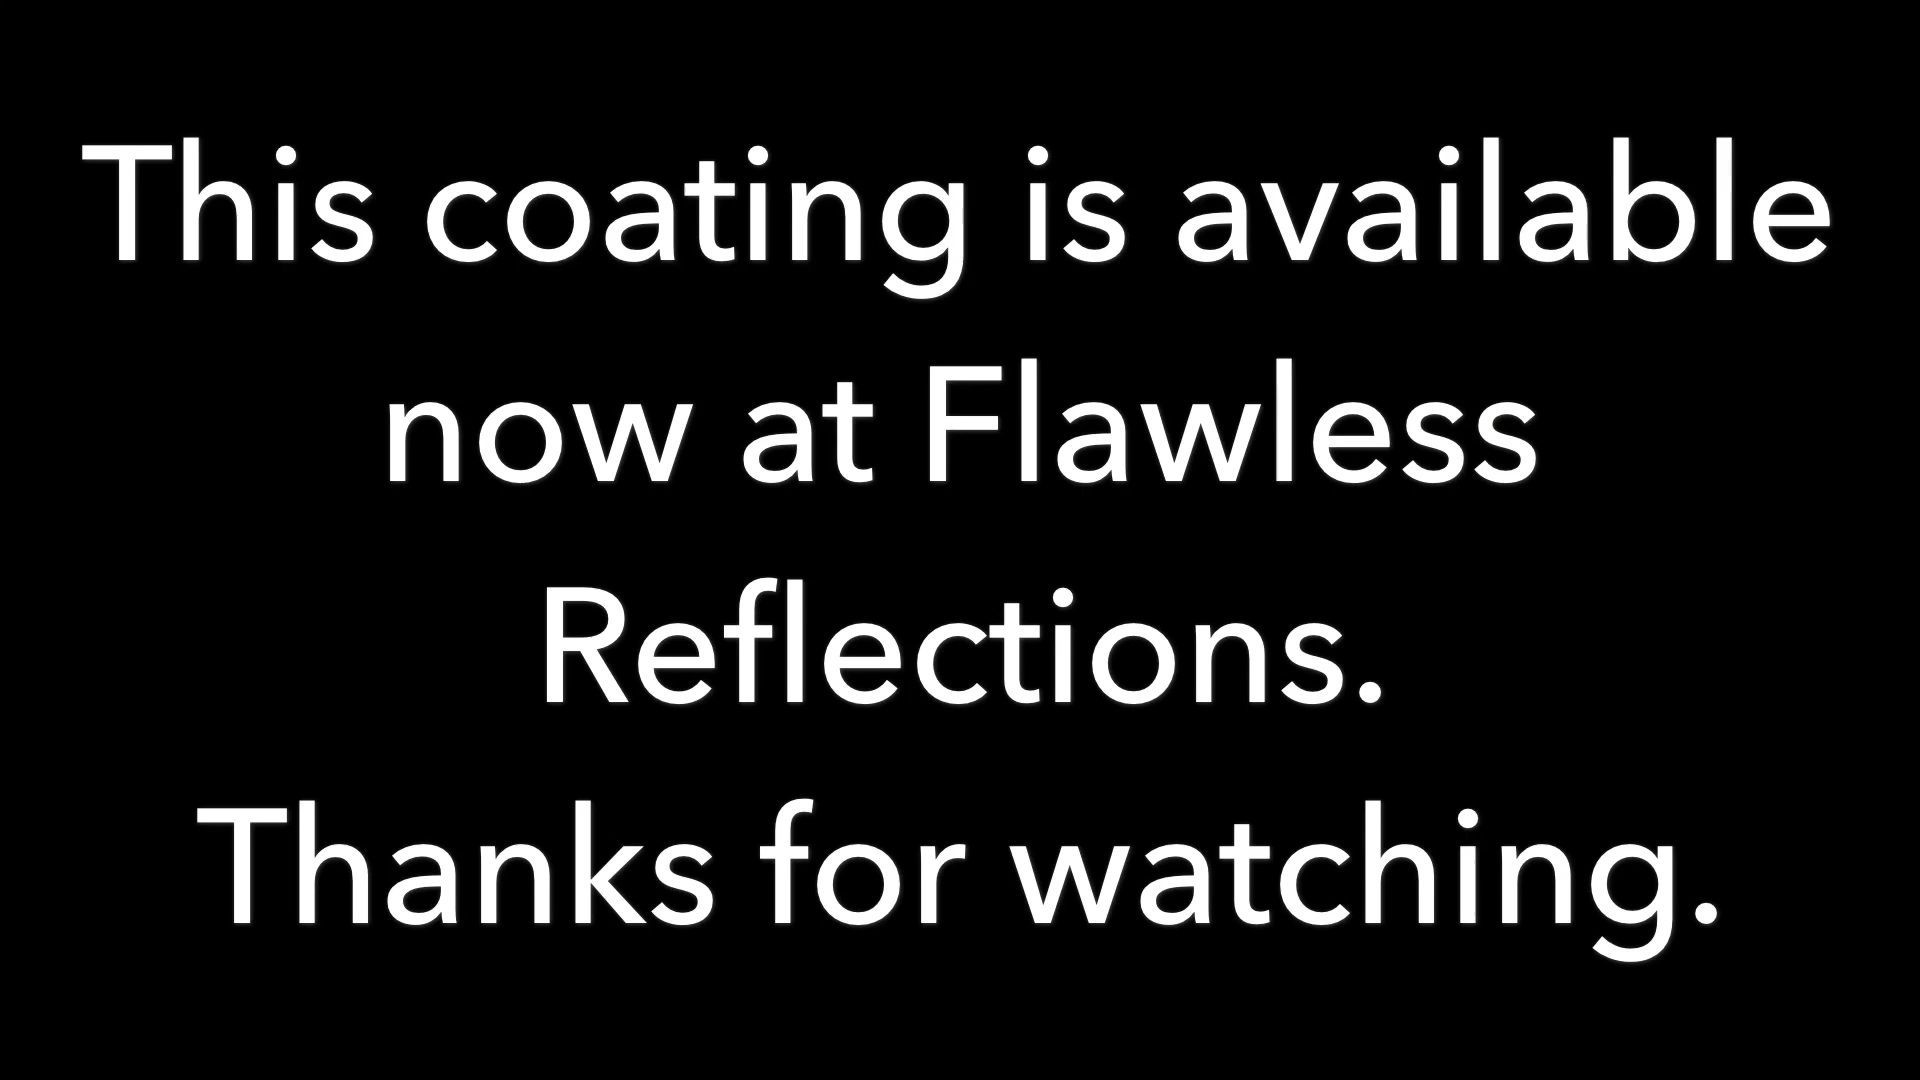 This coating is available
now at Flawless
Reflections.
Thanks for watching.